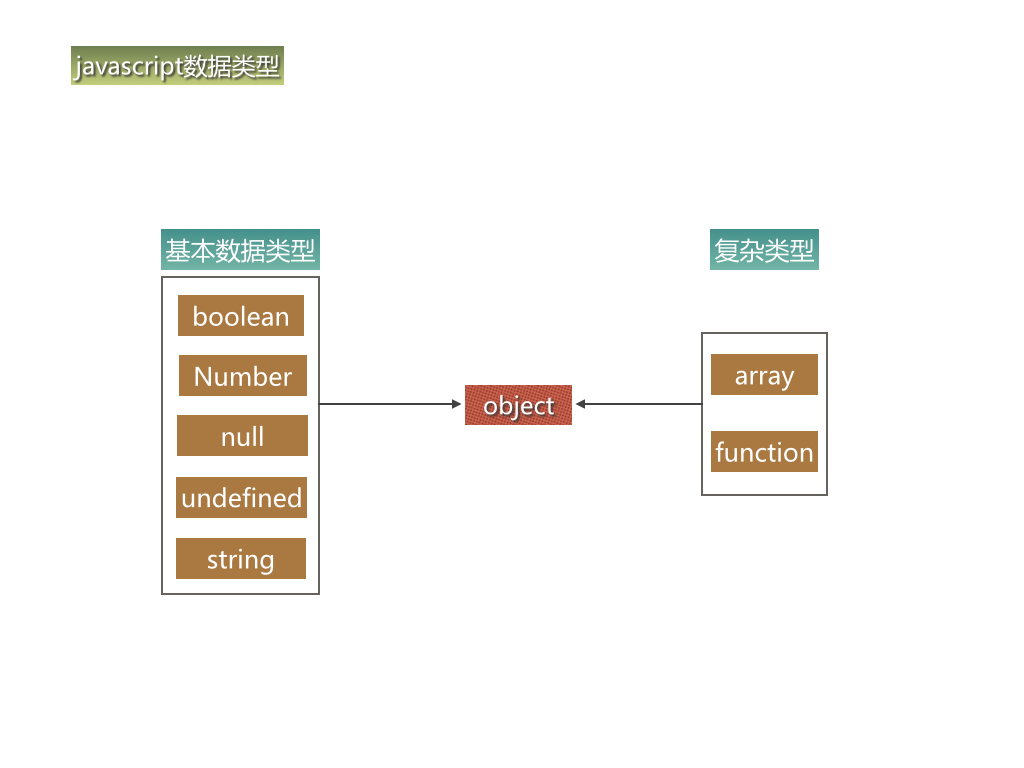 javascript数据类型
基本数据类型
boolean
Number
null
undefined
string
object
复杂类型
array
function